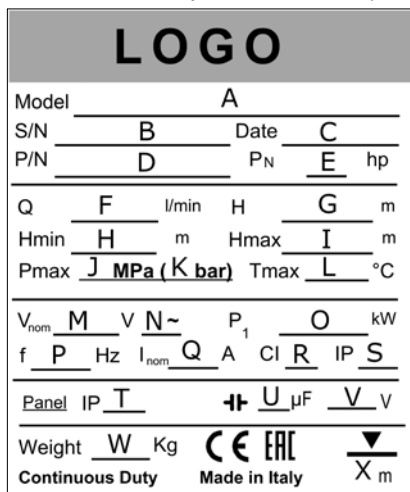 LOGO
Model A
S/N B Date C
P/N D PN E hp
Q F l/min H G m
Hmin H m Hmax I m
Pmax J MPa (K bar) Tmax L °C
Vnom M V N~ P1 O kW
f P Hz Inom Q A Cl R IP S
Panel IP T U µF V V
Weight W Kg CE EAC
Continuous Duty Made in Italy X m